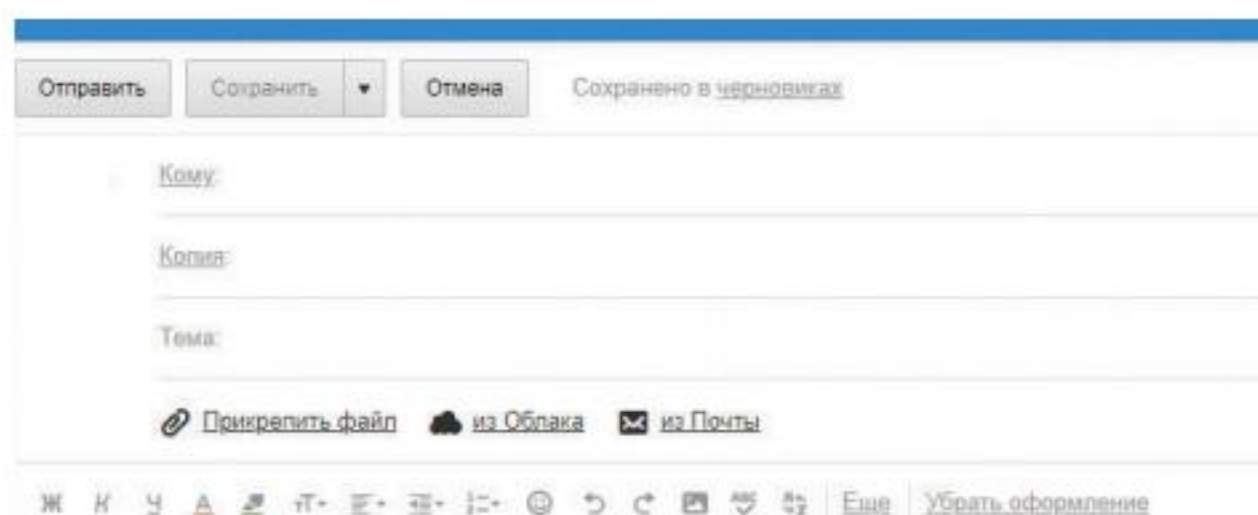 Отправить Сохранить Отмена Сохранено в черновиках
Кому:
Копия:
Тема:
Прикрепить файл из Облака из Почты
Ж К Ч А Т Еще Убрать оформление